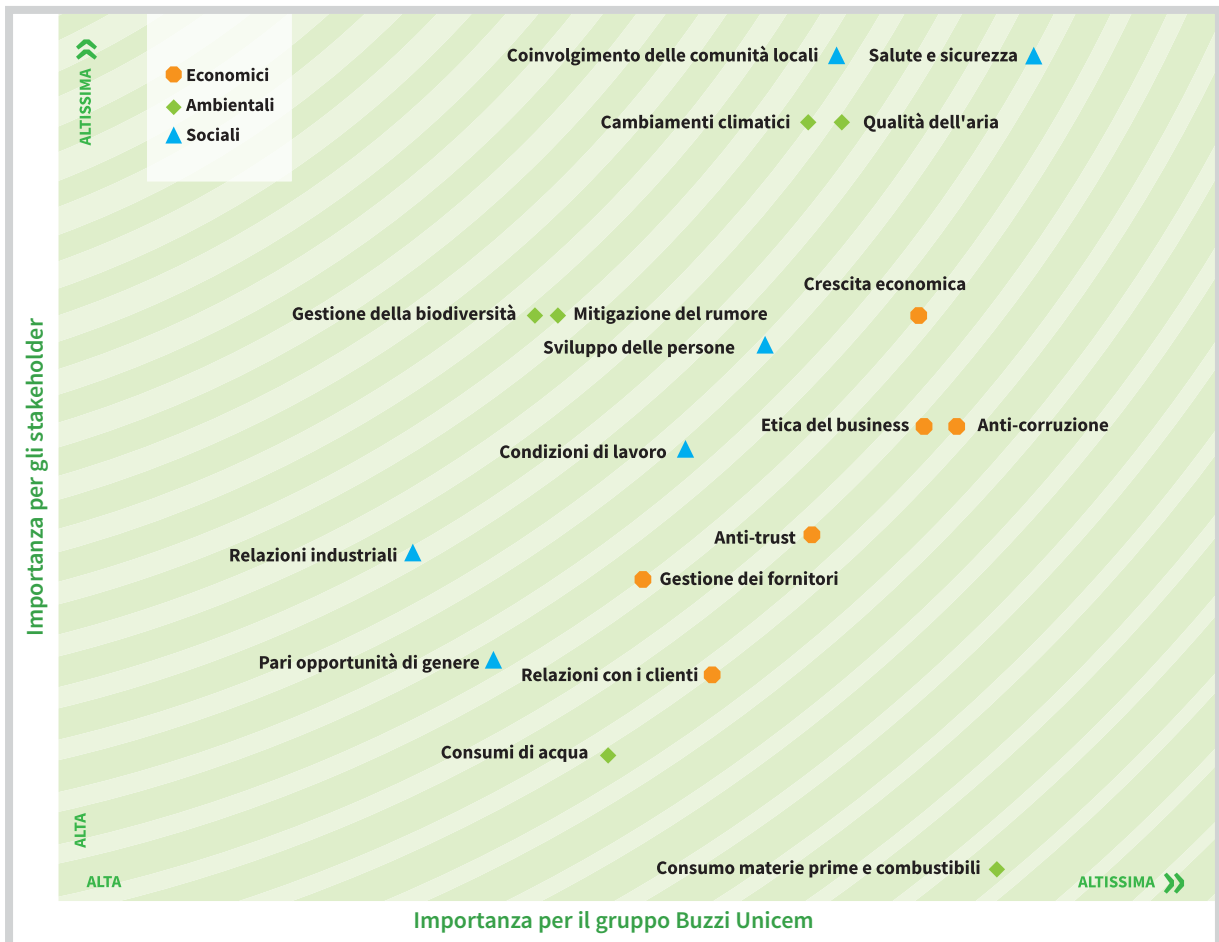 ALTISSIMA
Economici
Ambientali
Sociali
Coinvolgimento delle comunità locali
Salute e sicurezza
Cambiamenti climatici
Qualità dell'aria
Crescita economica
Gestione della biodiversità
Mitigazione del rumore
Sviluppo delle persone
Etica del business
Anti-corruzione
Condizioni di lavoro
Anti-trust
Relazioni industriali
Gestione dei fornitori
Pari opportunità di genere
Relazioni con i clienti
Consumi di acqua
Consumo materie prime e combustibili
Importanza per gli stakeholder
ALTA
ALTA
ALTISSIMA
Importanza per il gruppo Buzzi Unicem